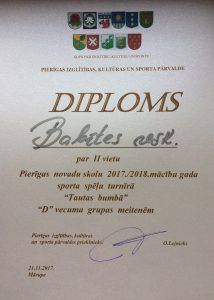 PIERĪGAS IZGLĪTĪBAS, KULTŪRAS UN SPORTA PĀRVALDE
DIPLOMS
Babītes vsk.
par II vietu
Pierīgas novadu skolu 2017./2018.mācība gada
sporta spēļu turnīrā
"Tautas bumbā"
"D" vecuma grupas meitenēm
Pierīgas izglītības, kultūras
un sporta pārvaldes priekšnieks
O.Lejnieks
21.11.2017.
Mārupe